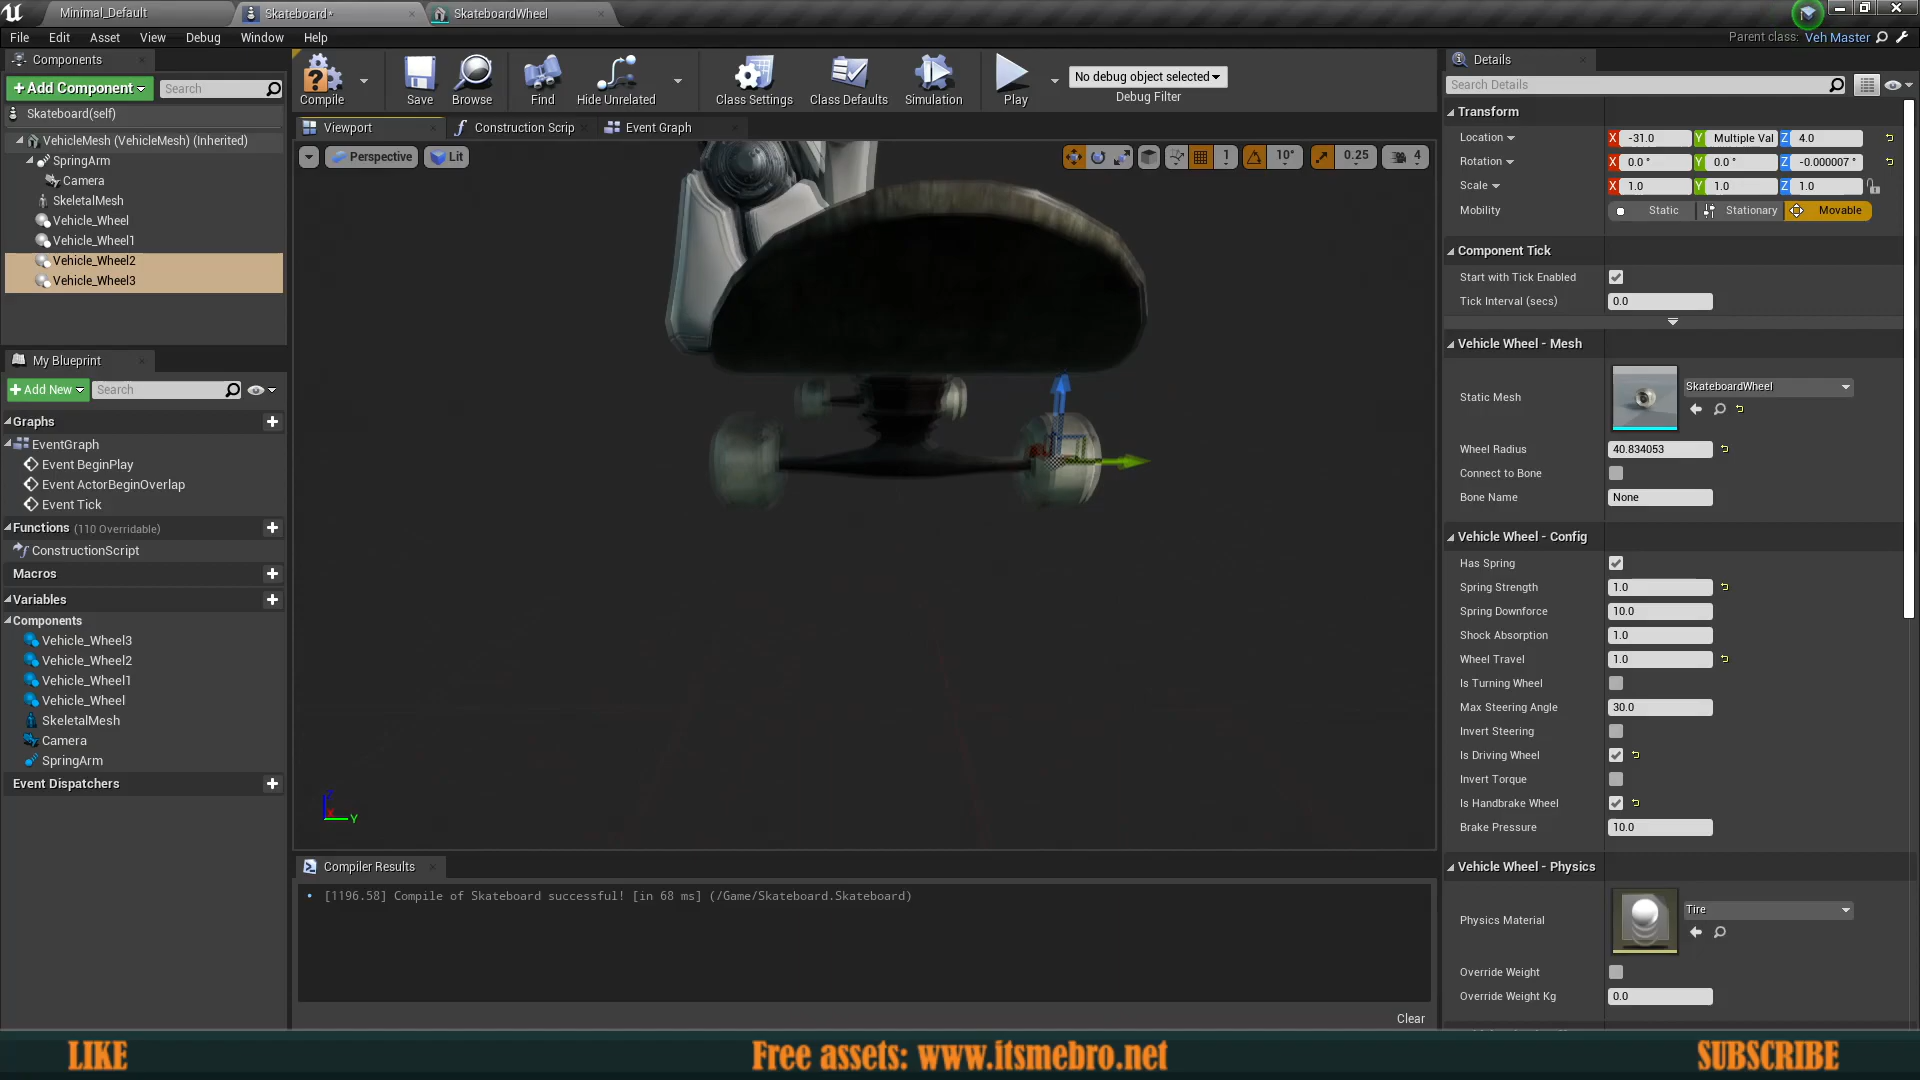 Minimal_Default
Skateboard*
SkateboardWheel
File Edit Asset View Debug Window Help
Parent class: Veh Master
Components
+Add Component
Search
Skateboard(self)
VehicleMesh (VehicleMesh) (Inherited)
SpringArm
Camera
SkeletalMesh
Vehicle_Wheel
Vehicle_Wheel1
Vehicle_Wheel2
Vehicle_Wheel3
My Blueprint
+Add New
Search
Graphs
EventGraph
Event BeginPlay
Event ActorBeginOverlap
Event Tick
Functions (110 Overridable)
ConstructionScript
Macros
Variables
Components
Vehicle_Wheel3
Vehicle_Wheel2
Vehicle_Wheel1
Vehicle_Wheel
SkeletalMesh
Camera
SpringArm
Event Dispatchers
Compile
Save
Browse
Find
Hide Unrelated
Class Settings
Class Defaults
Simulation
Play
No debug object selected
Debug Filter
Viewport
Construction Scrip
Event Graph
Perspective
Lit
1
10°
0.25
4
Z
Y
Compiler Results
[1196.58] Compile of Skateboard successful! [in 68 ms] (/Game/Skateboard.Skateboard)
Clear
Details
Search Details
Transform
Location X -31.0 Y Multiple Val Z 4.0
Rotation X 0.0 ° Y 0.0 ° Z -0.000007 °
Scale X 1.0 Y 1.0 Z 1.0
Mobility Static Stationary Movable
Component Tick
Start with Tick Enabled
Tick Interval (secs) 0.0
Vehicle Wheel - Mesh
Static Mesh SkateboardWheel
Wheel Radius 40.834053
Connect to Bone
Bone Name None
Vehicle Wheel - Config
Has Spring
Spring Strength 1.0
Spring Downforce 10.0
Shock Absorption 1.0
Wheel Travel 1.0
Is Turning Wheel
Max Steering Angle 30.0
Invert Steering
Is Driving Wheel
Invert Torque
Is Handbrake Wheel
Brake Pressure 10.0
Vehicle Wheel - Physics
Physics Material Tire
Override Weight
Override Weight Kg 0.0
LIKE
Free assets: www.itsmebro.net
SUBSCRIBE